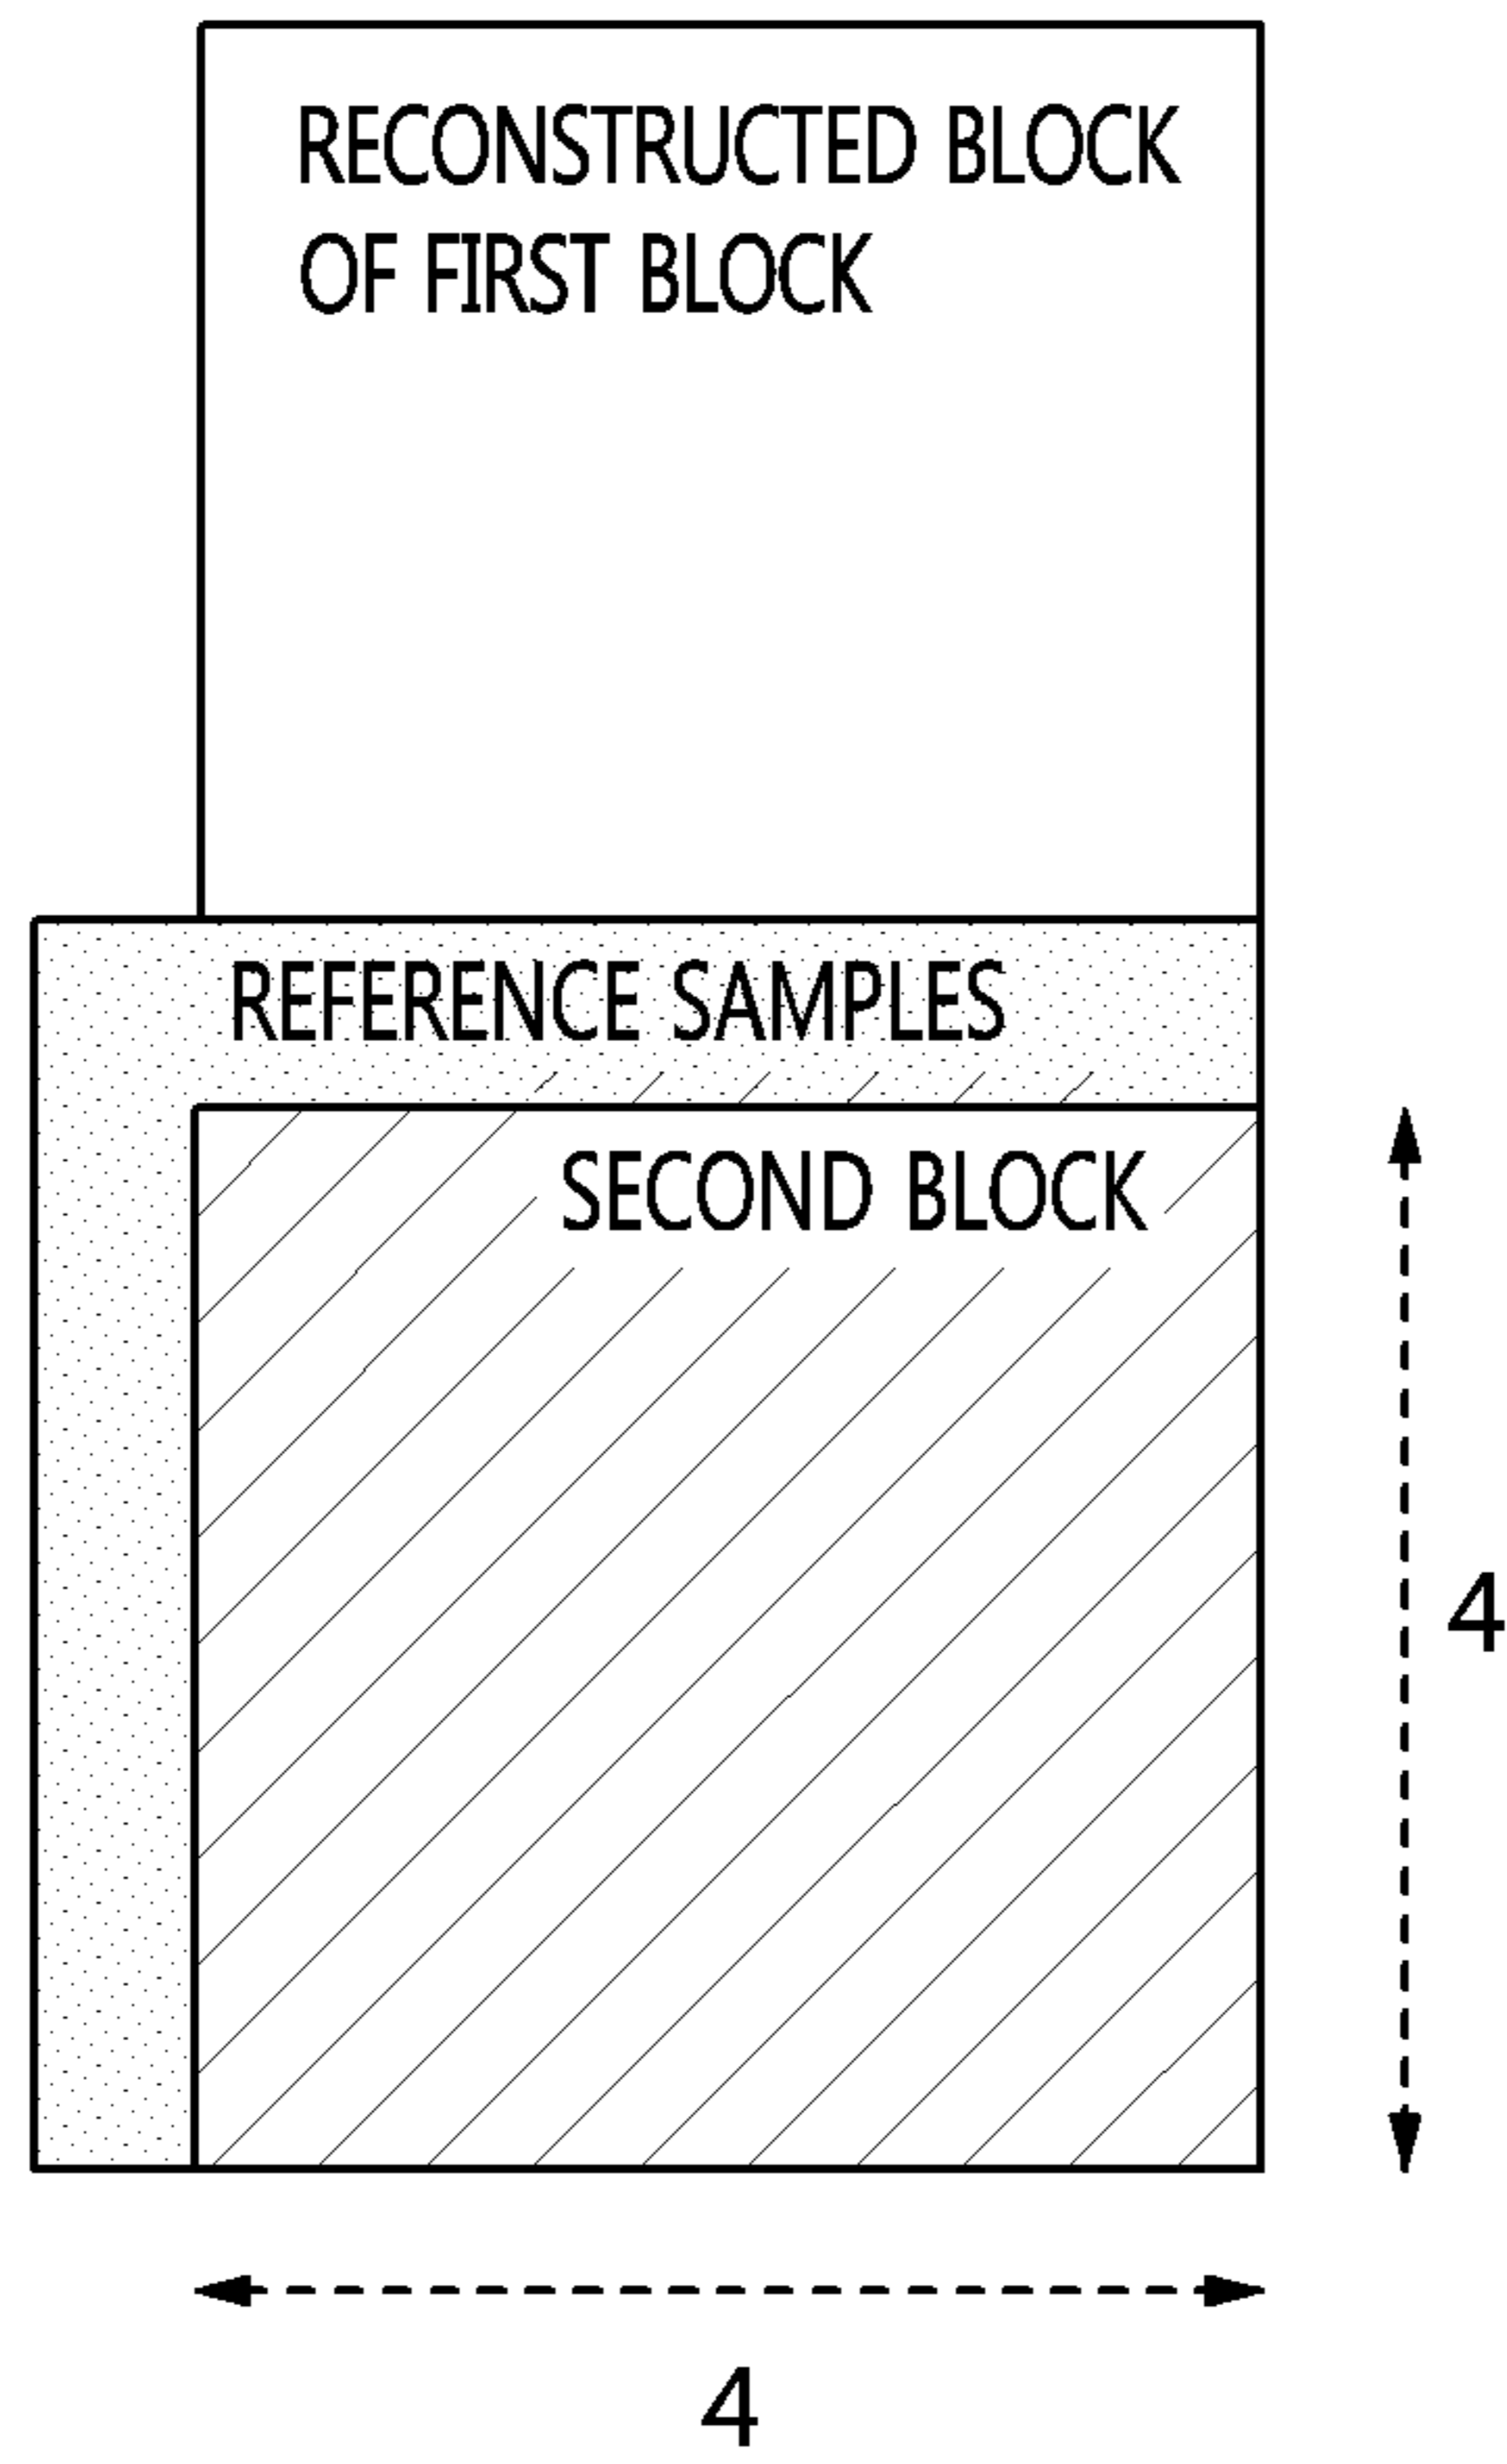 RECONSTRUCTED BLOCK
OF FIRST BLOCK
REFERENCE SAMPLES
SECOND BLOCK
4
4